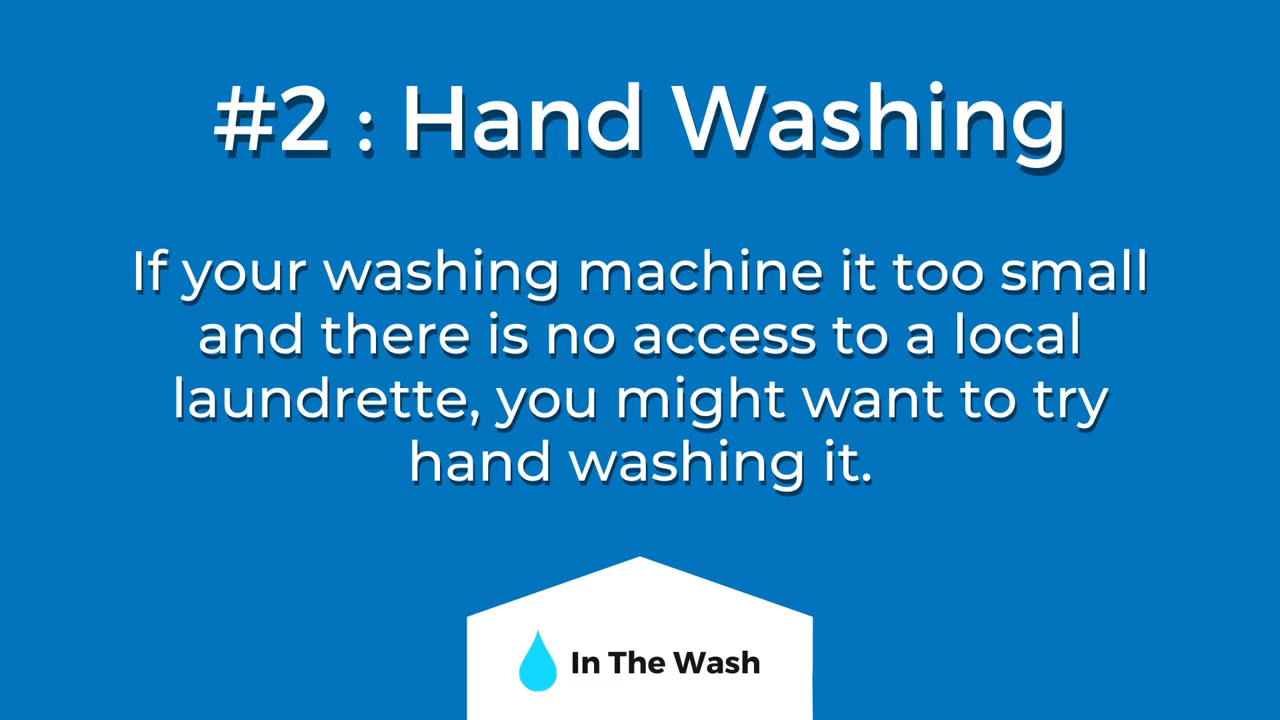 #2 : Hand Washing
If your washing machine it too small
and there is no access to a local
laundrette, you might want to try
hand washing it.
In The Wash